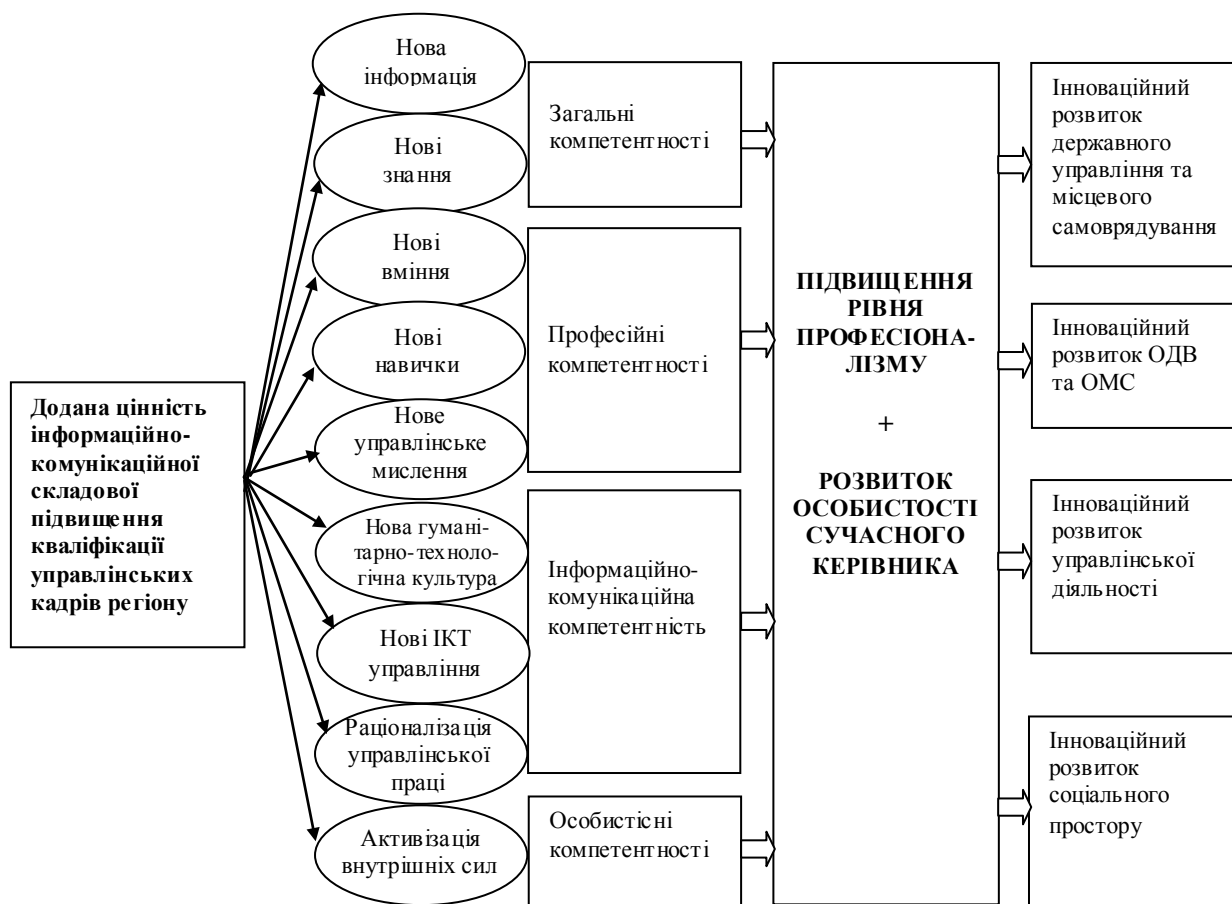 Додана цінність
інформаційно-
комунікаційної
складової
підвищення
кваліфікації
управлінських
кадрів регіону
Нова
інформація
Нові
знання
Нові
вміння
Нові
навички
Нове
управлінське
мислення
Нова гумані-
тарно-техноло-
гічна культура
Нові ІКТ
управління
Раціоналізація
управлінської
праці
Активізація
внутрішніх сил
Загальні
компетентності
Професійні
компетентності
Інформаційно-
комунікаційна
компетентність
Особистісні
компетентності
ПІДВИЩЕННЯ
РІВНЯ
ПРОФЕСІОНА-
ЛІЗМУ
+
РОЗВИТОК
ОСОБИСТОСТІ
СУЧАСНОГО
КЕРІВНИКА
Інноваційний
розвиток
державного
управління та
місцевого
самоврядування
Інноваційний
розвиток ОДВ
та ОМС
Інноваційний
розвиток
управлінської
діяльності
Інноваційний
розвиток
соціального
простору